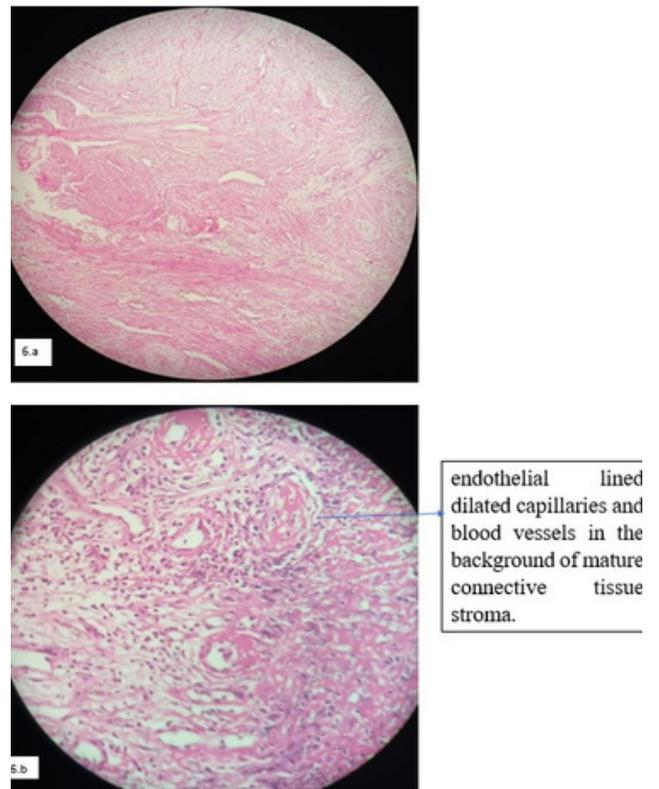 6.a
endothelial lined
dilated capillaries and
blood vessels in the
background of mature
connective tissue
stroma.
6.b